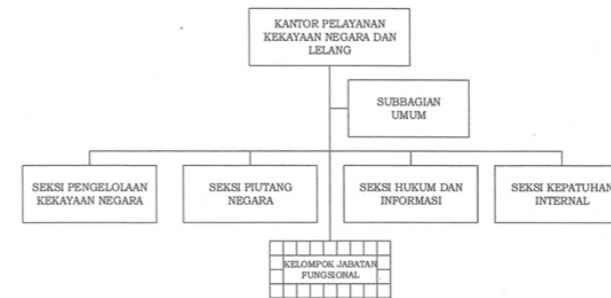 KANTOR PELAYANAN
KEKAYAAN NEGARA DAN
LELANG
SUBBAGIAN
UMUM
SEKSI PENGELOLAAN
KEKAYAAN NEGARA
SEKSI PIUTANG
NEGARA
SEKSI HUKUM DAN
INFORMASI
SEKSI KEPATUHAN
INTERNAL
KELOMPOK JABATAN
FUNGSIONAL